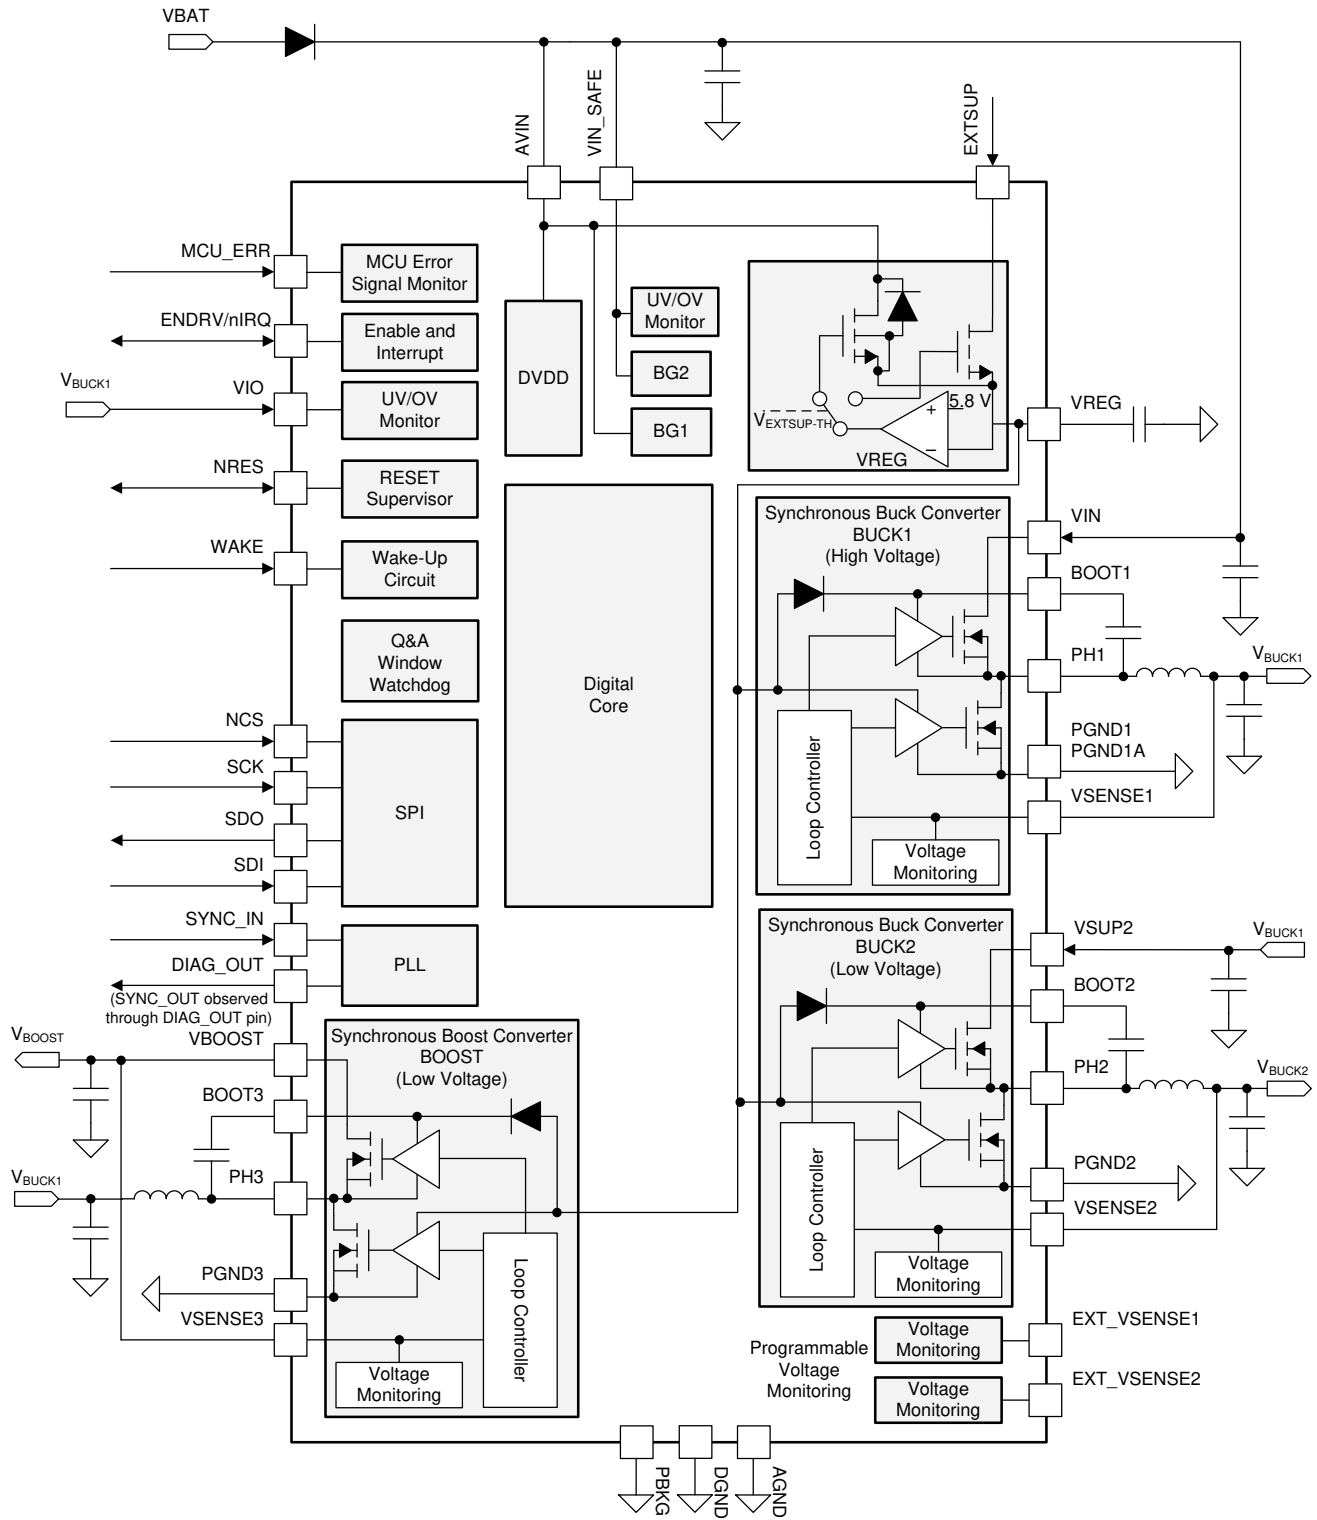 VBAT
AVIN
VIN_SAFE
EXTSUP
MCU_ERR
MCU Error
Signal Monitor
ENDRV/nIRQ
Enable and
Interrupt
VBUCK1
VIO
UV/OV
Monitor
NRES
RESET
Supervisor
WAKE
Wake-Up
Circuit
Q&A
Window
Watchdog
NCS
SCK
SDO
SDI
SPI
SYNC_IN
DIAG_OUT
(SYNC_OUT observed
through DIAG_OUT pin)
PLL
DVDD
UV/OV
Monitor
BG2
BG1
Digital
Core
5.8 V
+
−
VEXTSUP-TH
VREG
VREG
Synchronous Buck Converter
BUCK1
(High Voltage)
VIN
BOOT1
PH1
VBUCK1
PGND1
PGND1A
VSENSE1
Loop Controller
Voltage
Monitoring
Synchronous Buck Converter
BUCK2
(Low Voltage)
VSUP2
VBUCK1
BOOT2
PH2
VBUCK2
PGND2
VSENSE2
Loop Controller
Voltage
Monitoring
VBOOST
VBOOST
BOOT3
VBUCK1
PH3
PGND3
VSENSE3
Synchronous Boost Converter
BOOST
(Low Voltage)
Loop Controller
Voltage
Monitoring
Programmable
Voltage
Monitoring
Voltage
Monitoring
EXT_VSENSE1
Voltage
Monitoring
EXT_VSENSE2
PBKG
DGND
AGND